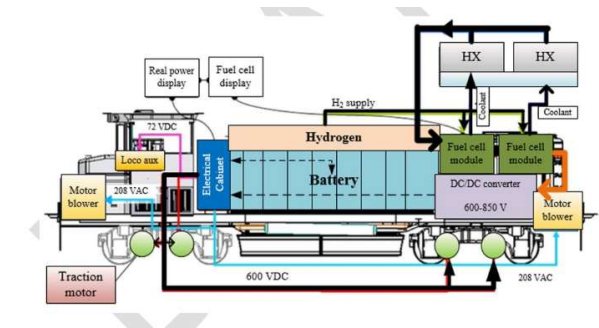 Real power
display
Fuel cell
display
HX
HX
H2 supply
Coolant
Coolant
72 VDC
Hydrogen
Fuel cell
module
Fuel cell
module
Loco aux
Electrical
Cabinet
Battery
Motor
blower
208 VAC
DC/DC converter
600-850 V
Motor
blower
Traction
motor
600 VDC
208 VAC